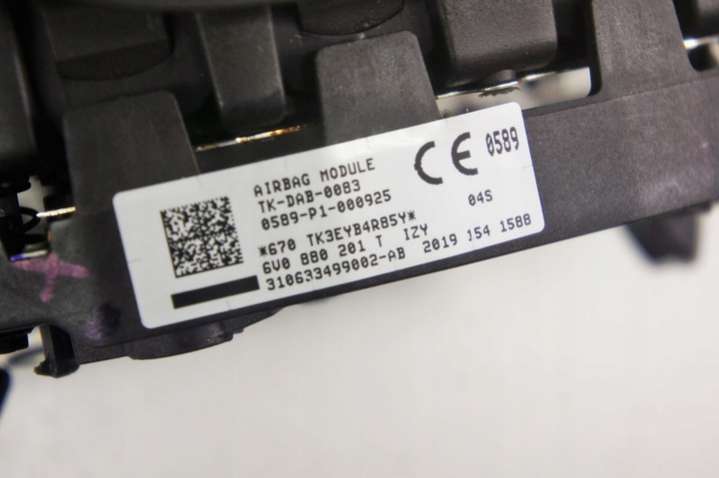 AIRBAG MODULE
TK-DAB-0083
0589-P1-000925
CE 0589
04S
*670 TK3EYB4R85Y*
6V0 880 201 T IZY
310633499002-AB 2019 154 1588